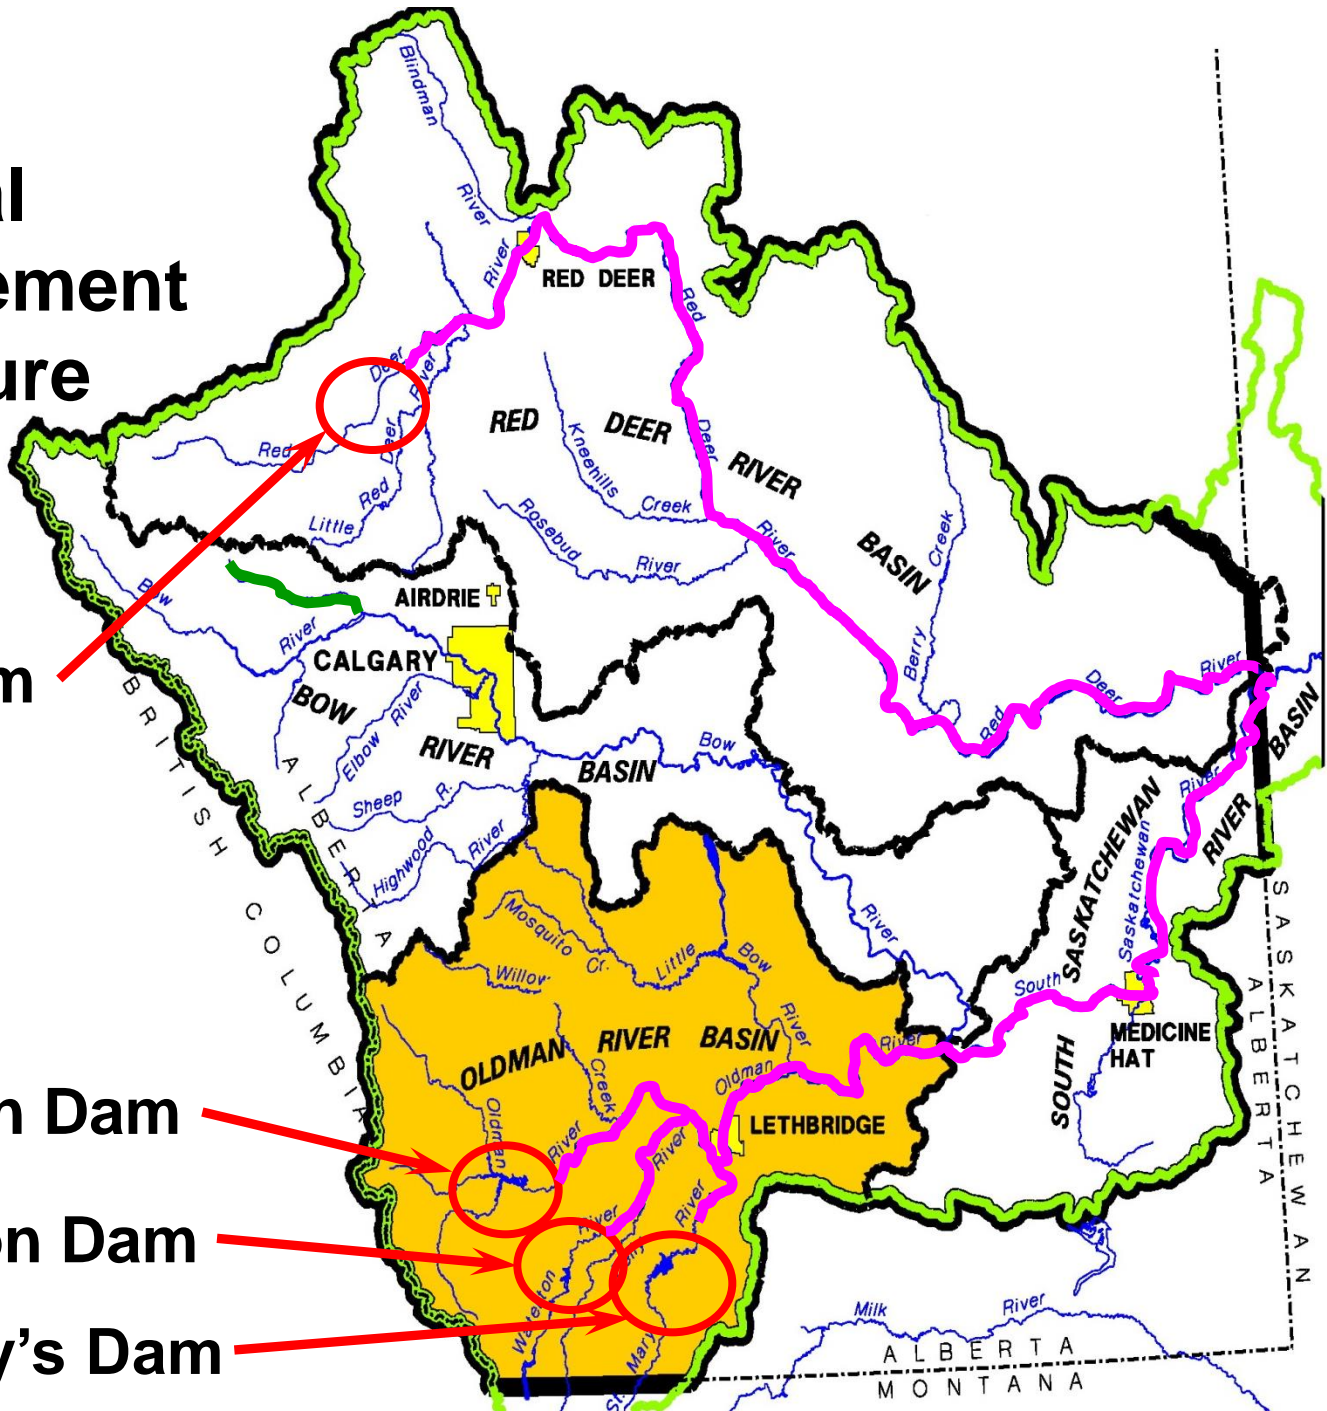 al
ement
ure
m
n Dam
on Dam
y's Dam
Blindman
River
River
RED DEER
Red
Deer
River
Deer
Red
Deer
Red
Little
RED DEER RIVER BASIN
Kneehills
Creek
Rosebud
River
River
Creek
Berry
Bow
River
AIRDRIE
CALGARY
BOW RIVER BASIN
Elbow River
Bow
Sheep R.
Highwood River
River
Red Deer River
BRITISH COLUMBIA
ALBERTA
Mosquito Cr.
Little Bow River
Willow
Creek
OLDMAN RIVER BASIN
Oldman
River
Oldman
River
LETHBRIDGE
River
River
River
Waterton
St. Mary
South
Saskatchewan
River
SOUTH SASKATCHEWAN RIVER BASIN
MEDICINE
HAT
SASKATCHEWAN
ALBERTA
Milk River
ALBERTA
MONTANA